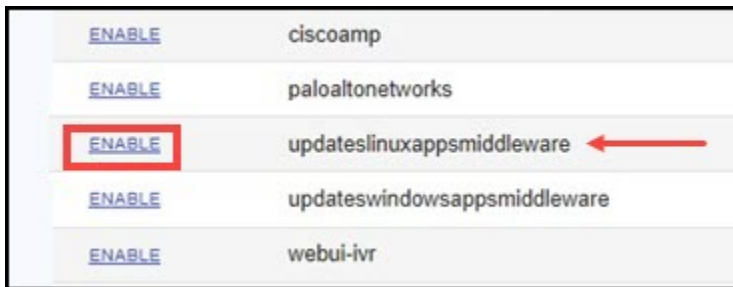 ENABLE ciscoamp
ENABLE paloaltonetworks
ENABLE updateslinuxappsmiddleware
ENABLE updateswindowsappsmiddleware
ENABLE webui-ivr